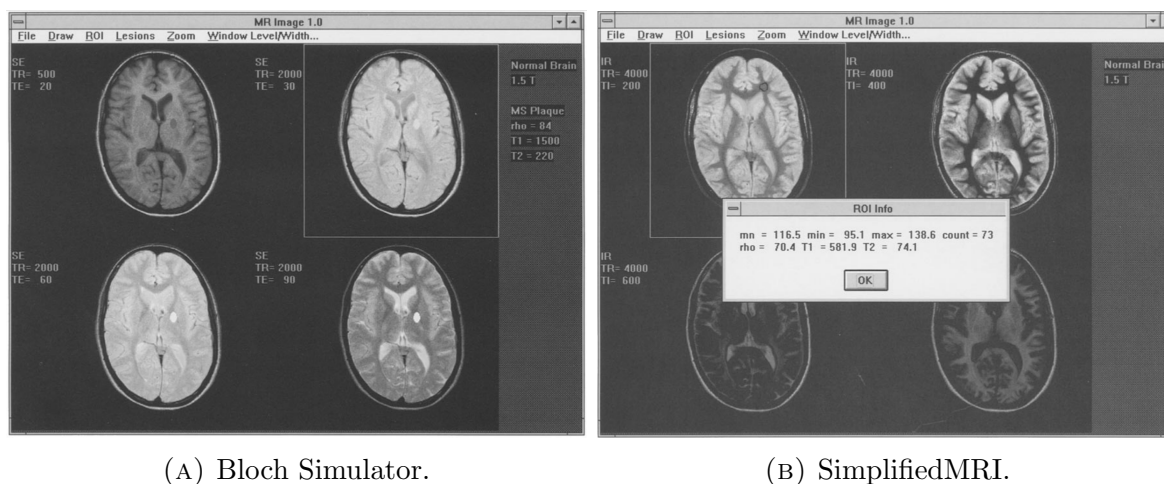 MR Image 1.0
File Draw ROI Lesions Zoom Window Level/Width...
SE
TR= 500
TE= 20
SE
TR= 2000
TE= 30
Normal Brain
1.5 T
MS Plaque
rho = 84
T1 = 1500
T2 = 220
SE
TR= 2000
TE= 60
SE
TR= 2000
TE= 90
(A) Bloch Simulator.
MR Image 1.0
File Draw ROI Lesions Zoom Window Level/Width...
IR
TR= 4000
TI= 200
IR
TR= 4000
TI= 400
Normal Brain
1.5 T
ROI Info
mn = 116.5 min = 95.1 max = 138.6 count = 73
rho = 70.4 T1 = 581.9 T2 = 74.1
OK
IR
TR= 4000
TI= 600
(B) SimplifiedMRI.